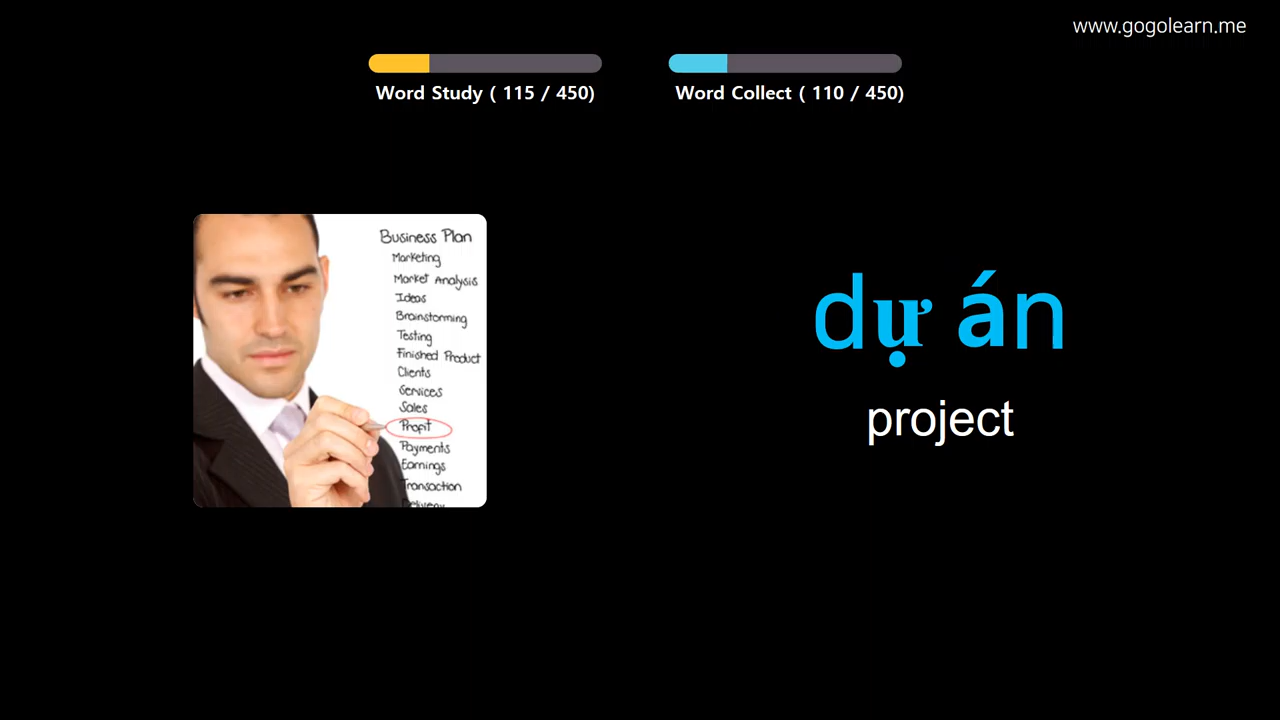 www.gogolearn.me
Word Study ( 115 / 450)
Word Collect ( 110 / 450)
Business Plan
Marketing
Market Analysis
Ideas
Brainstorming
Testing
Finished Product
Clients
Services
Sales
Profit
Payments
Earnings
Transaction
Delivery
dự án
project